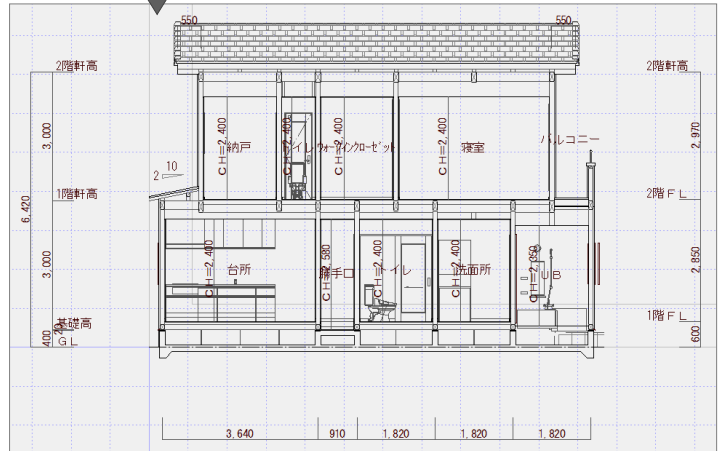 550
550
2階軒高
2階軒高
3,000
2,970
納戸
CH=2,400
トイレ
CH=2,400
ウォークインクローゼット
CH=2,400
寝室
CH=2,400
バルコニー
10
2
1階軒高
2階FL
6,420
3,000
2,850
台所
CH=2,400
勝手口
CH=2,580
トイレ
CH=2,400
洗面所
CH=2,400
UB
基礎高
1階FL
400
20
GL
600
3,640
910
1,820
1,820
1,820